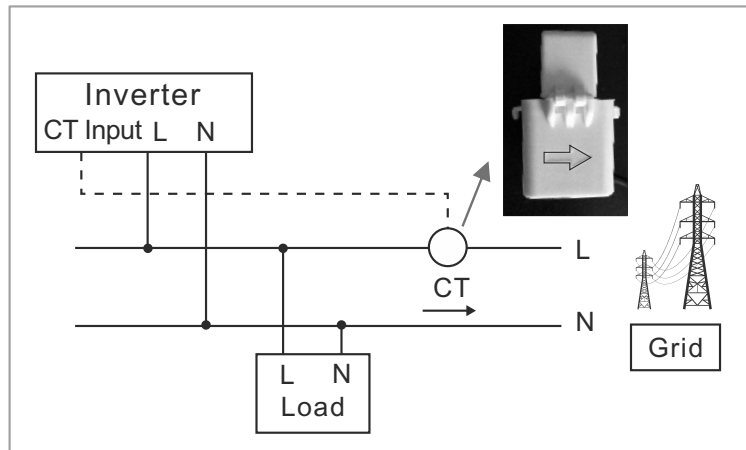 Inverter
CT Input L N
L
CT
N
Grid
L N
Load